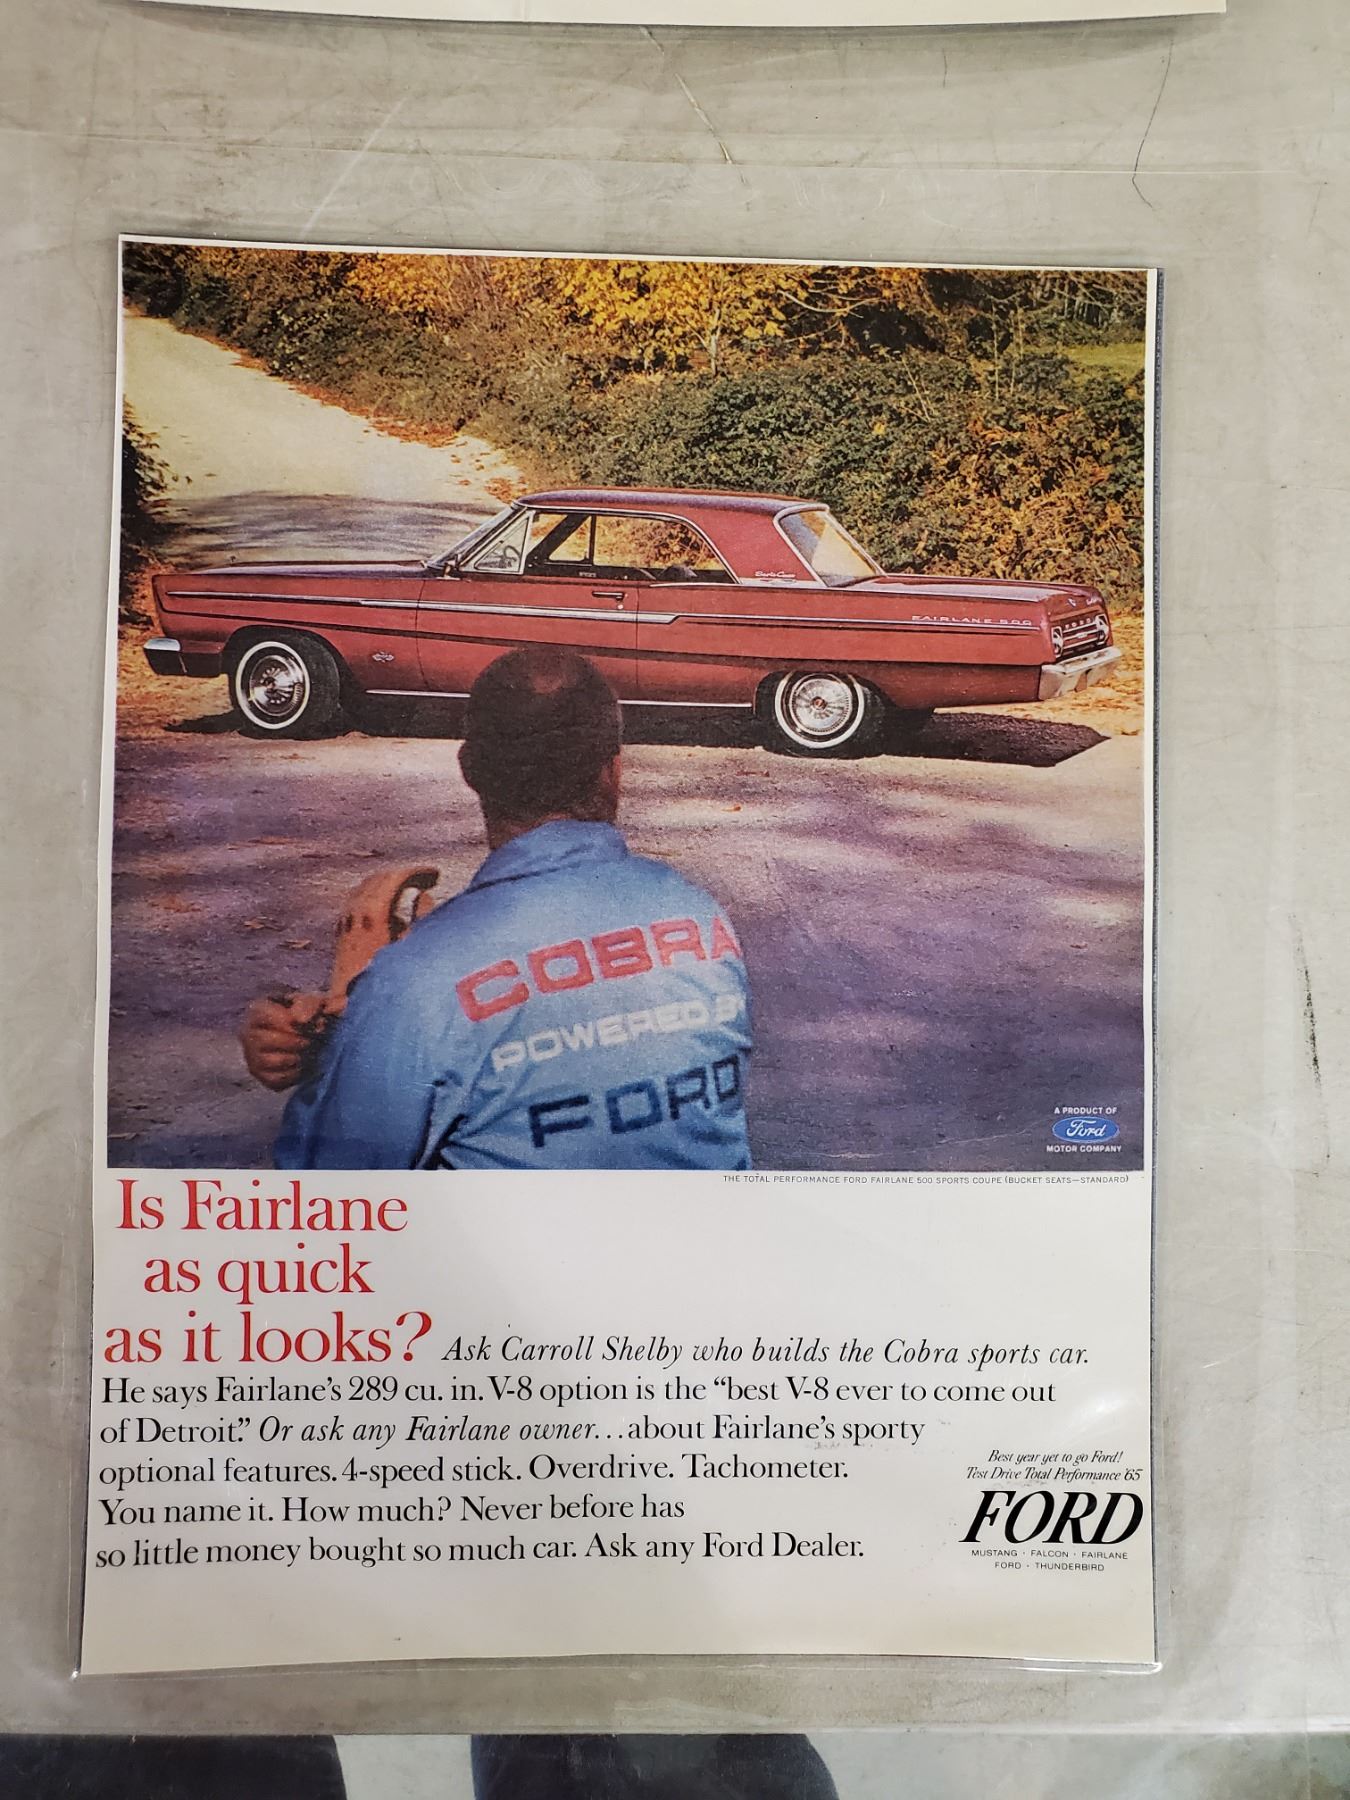 Sports Coupe
FAIRLANE 500
FORD
COBRA
POWERED BY
FORD
A PRODUCT OF
Ford
MOTOR COMPANY
THE TOTAL PERFORMANCE FORD FAIRLANE 500 SPORTS COUPE (BUCKET SEATS—STANDARD)
Is Fairlane
as quick
as it looks? Ask Carroll Shelby who builds the Cobra sports car.
He says Fairlane's 289 cu. in. V-8 option is the “best V-8 ever to come out
of Detroit.” Or ask any Fairlane owner...about Fairlane's sporty
optional features. 4-speed stick. Overdrive. Tachometer.
You name it. How much? Never before has
so little money bought so much car. Ask any Ford Dealer.
Best year yet to go Ford!
Test Drive Total Performance '65
FORD
MUSTANG · FALCON · FAIRLANE
FORD · THUNDERBIRD